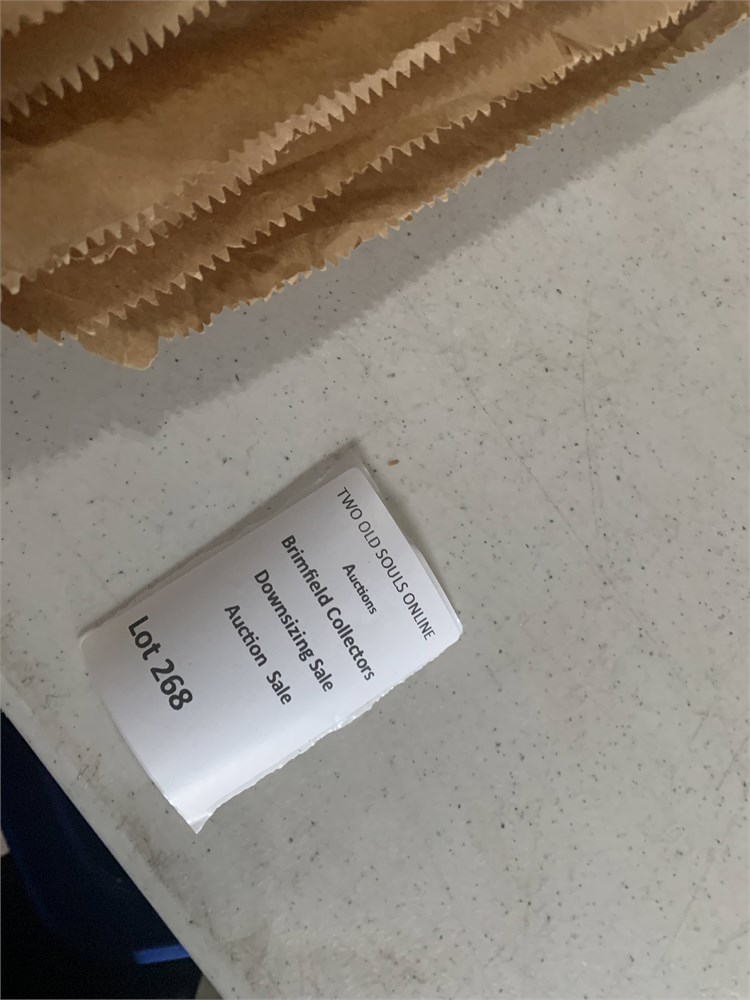 TWO OLD SOULS ONLINE
Auctions
Brimfield Collectors
Downsizing Sale
Auction Sale
Lot 268